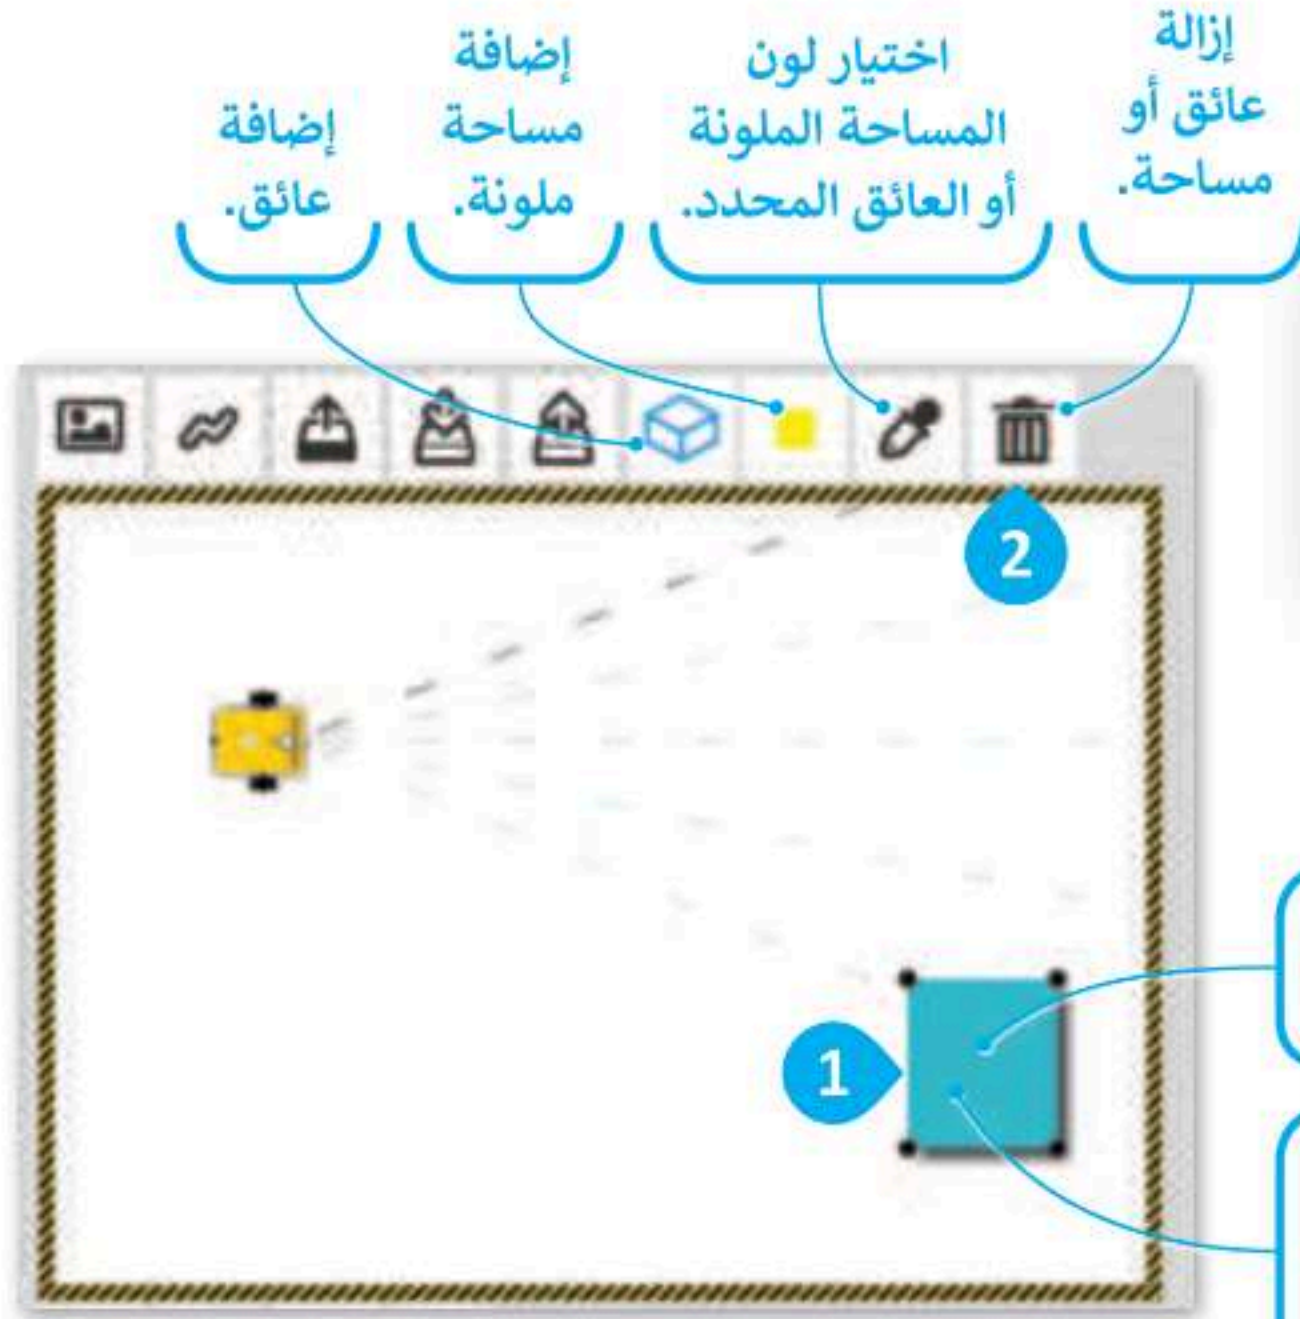 إزالة
عائق أو
مساحة.
اختيار لون
المساحة الملونة
أو العائق المحدد.
إضافة
مساحة
ملونة.
إضافة
عائق.
2
1